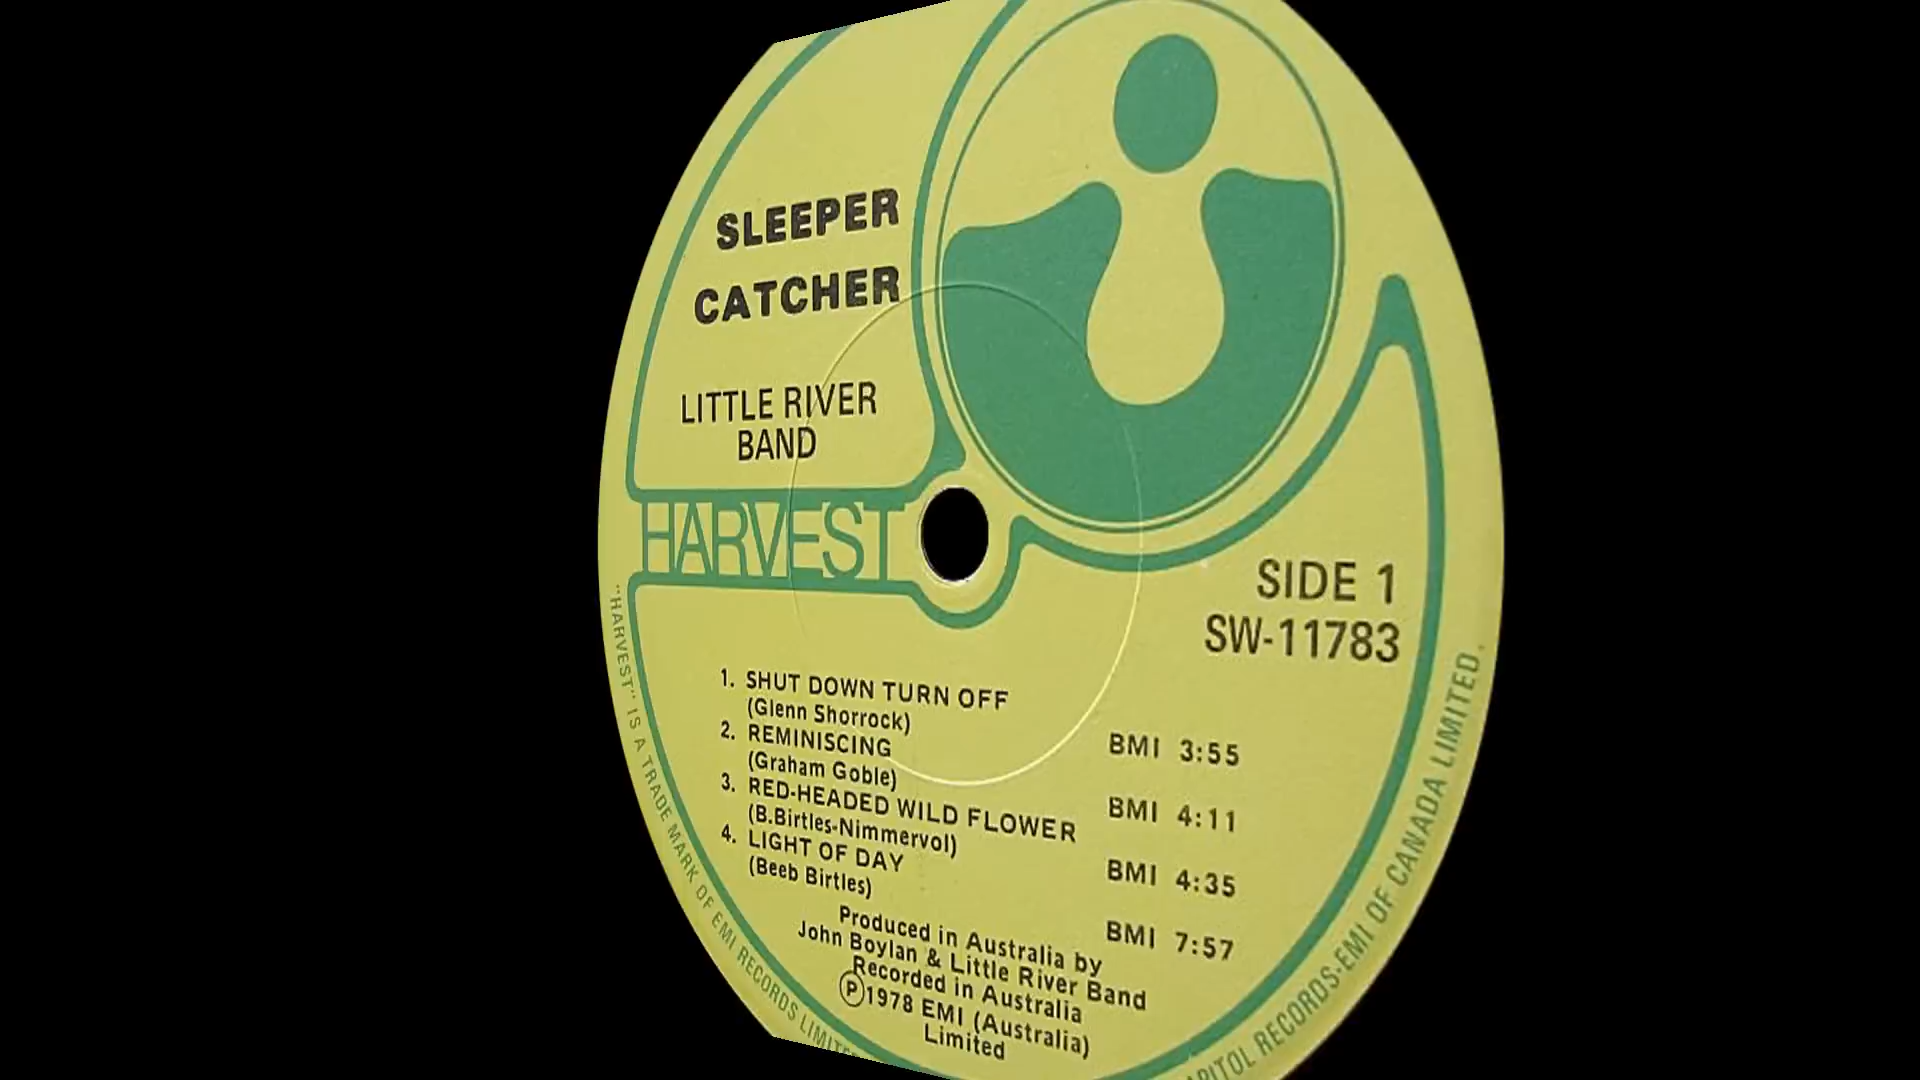 SLEEPER
CATCHER
LITTLE RIVER
BAND
HARVEST
SIDE 1
SW-11783
1. SHUT DOWN TURN OFF
(Glenn Shorrock)
BMI 3:55
2. REMINISCING
(Graham Goble)
BMI 4:11
3. RED-HEADED WILD FLOWER
(B.Birtles-Nimmervol)
BMI 4:35
4. LIGHT OF DAY
(Beeb Birtles)
BMI 7:57
Produced in Australia by
John Boylan & Little River Band
Recorded in Australia
Ⓟ1978 EMI (Australia)
Limited
"HARVEST" IS A TRADE MARK OF EMI RECORDS LIMITED
RECORDS-EMI OF CANADA LIMITED.